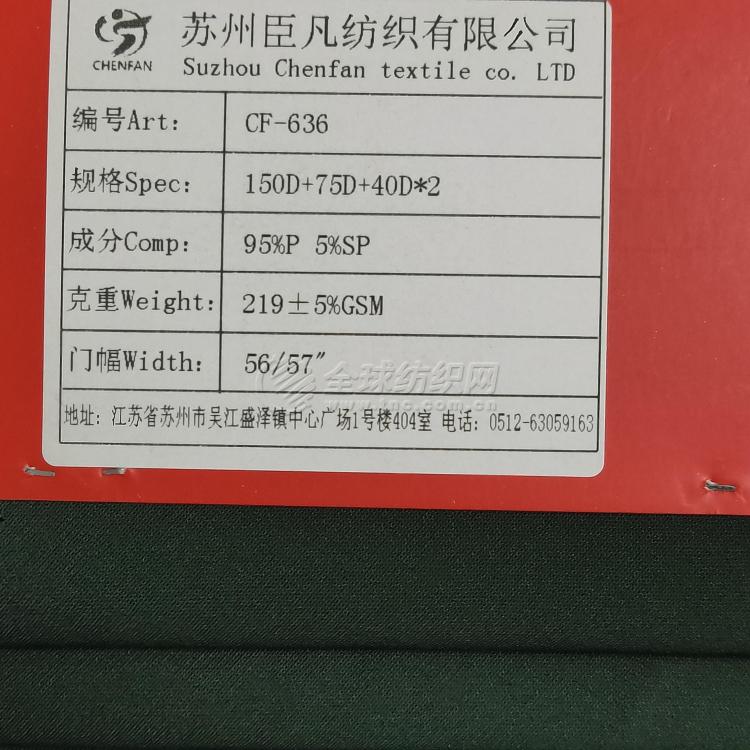 苏州臣凡纺织有限公司
CHENFAN
Suzhou Chenfan textile co. LTD
编号Art: CF-636
规格Spec: 150D+75D+40D*2
成分Comp: 95%P 5%SP
克重Weight: 219±5%GSM
门幅Width: 56/57"
全球纺织网
www.tnc.com.cn
地址: 江苏省苏州市吴江盛泽镇中心广场1号楼404室 电话: 0512-63059163